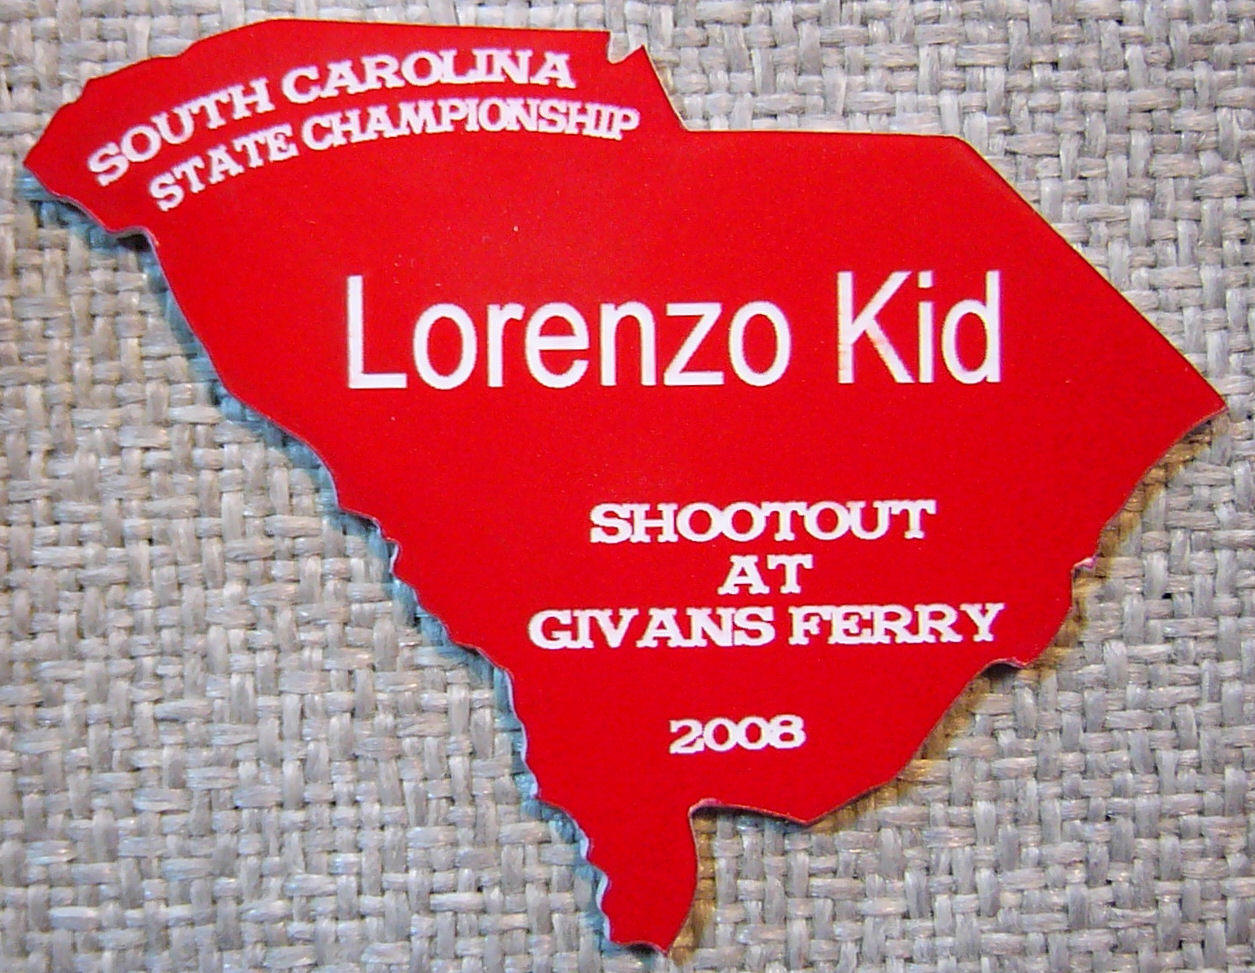 SOUTH CAROLINA
STATE CHAMPIONSHIP
Lorenzo Kid
SHOOTOUT
AT
GIVANS FERRY
2008